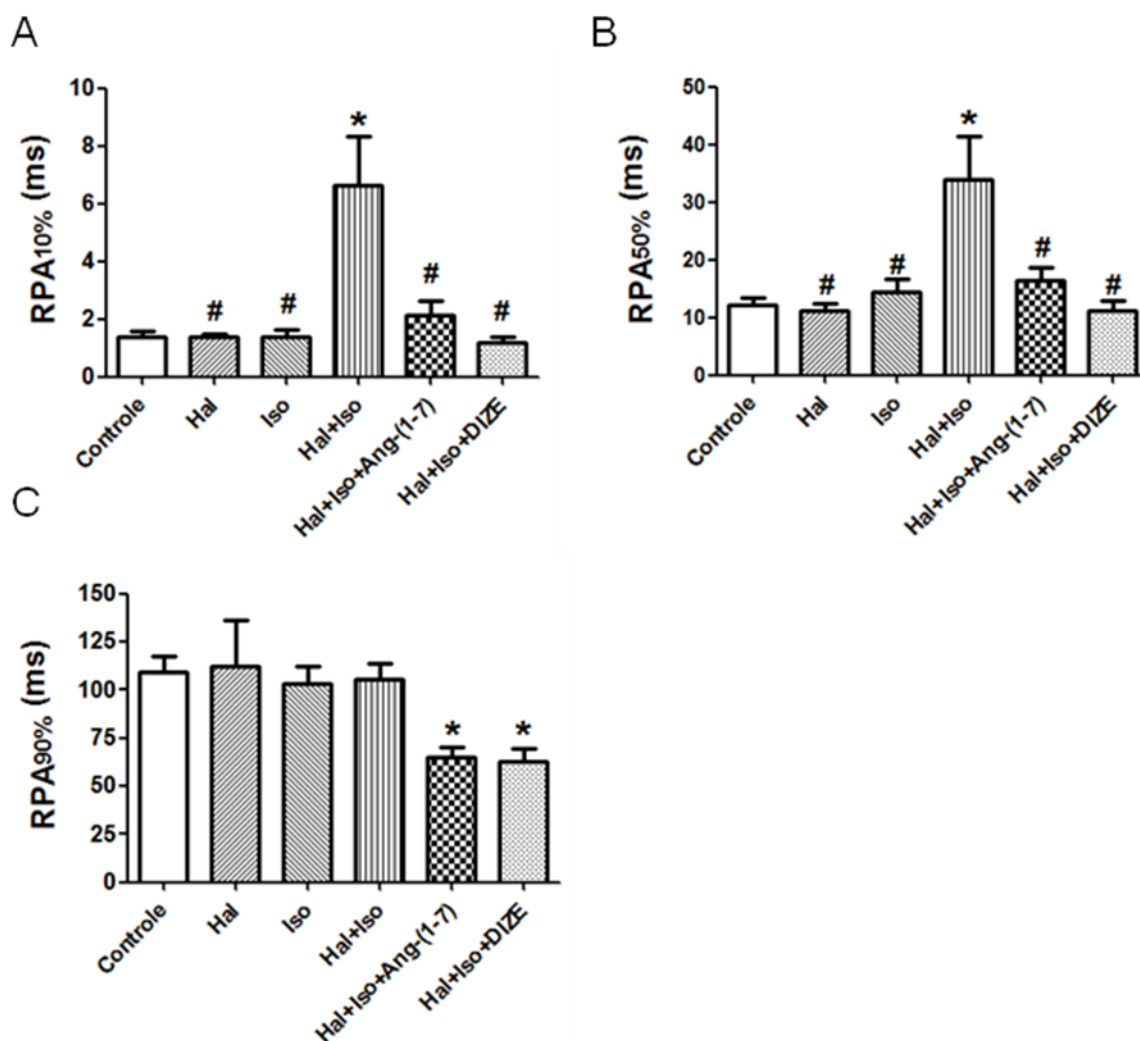 A
RPA10% (ms)
10
8
6
4
2
0
*
#
#
#
#
Controle
Hal
Iso
Hal+Iso
Hal+Iso+Ang-(1-7)
Hal+Iso+DIZE
B
RPA50% (ms)
50
40
30
20
10
0
*
#
#
#
#
Controle
Hal
Iso
Hal+Iso
Hal+Iso+Ang-(1-7)
Hal+Iso+DIZE
C
RPA90% (ms)
150
125
100
75
50
25
0
*
*
Controle
Hal
Iso
Hal+Iso
Hal+Iso+Ang-(1-7)
Hal+Iso+DIZE